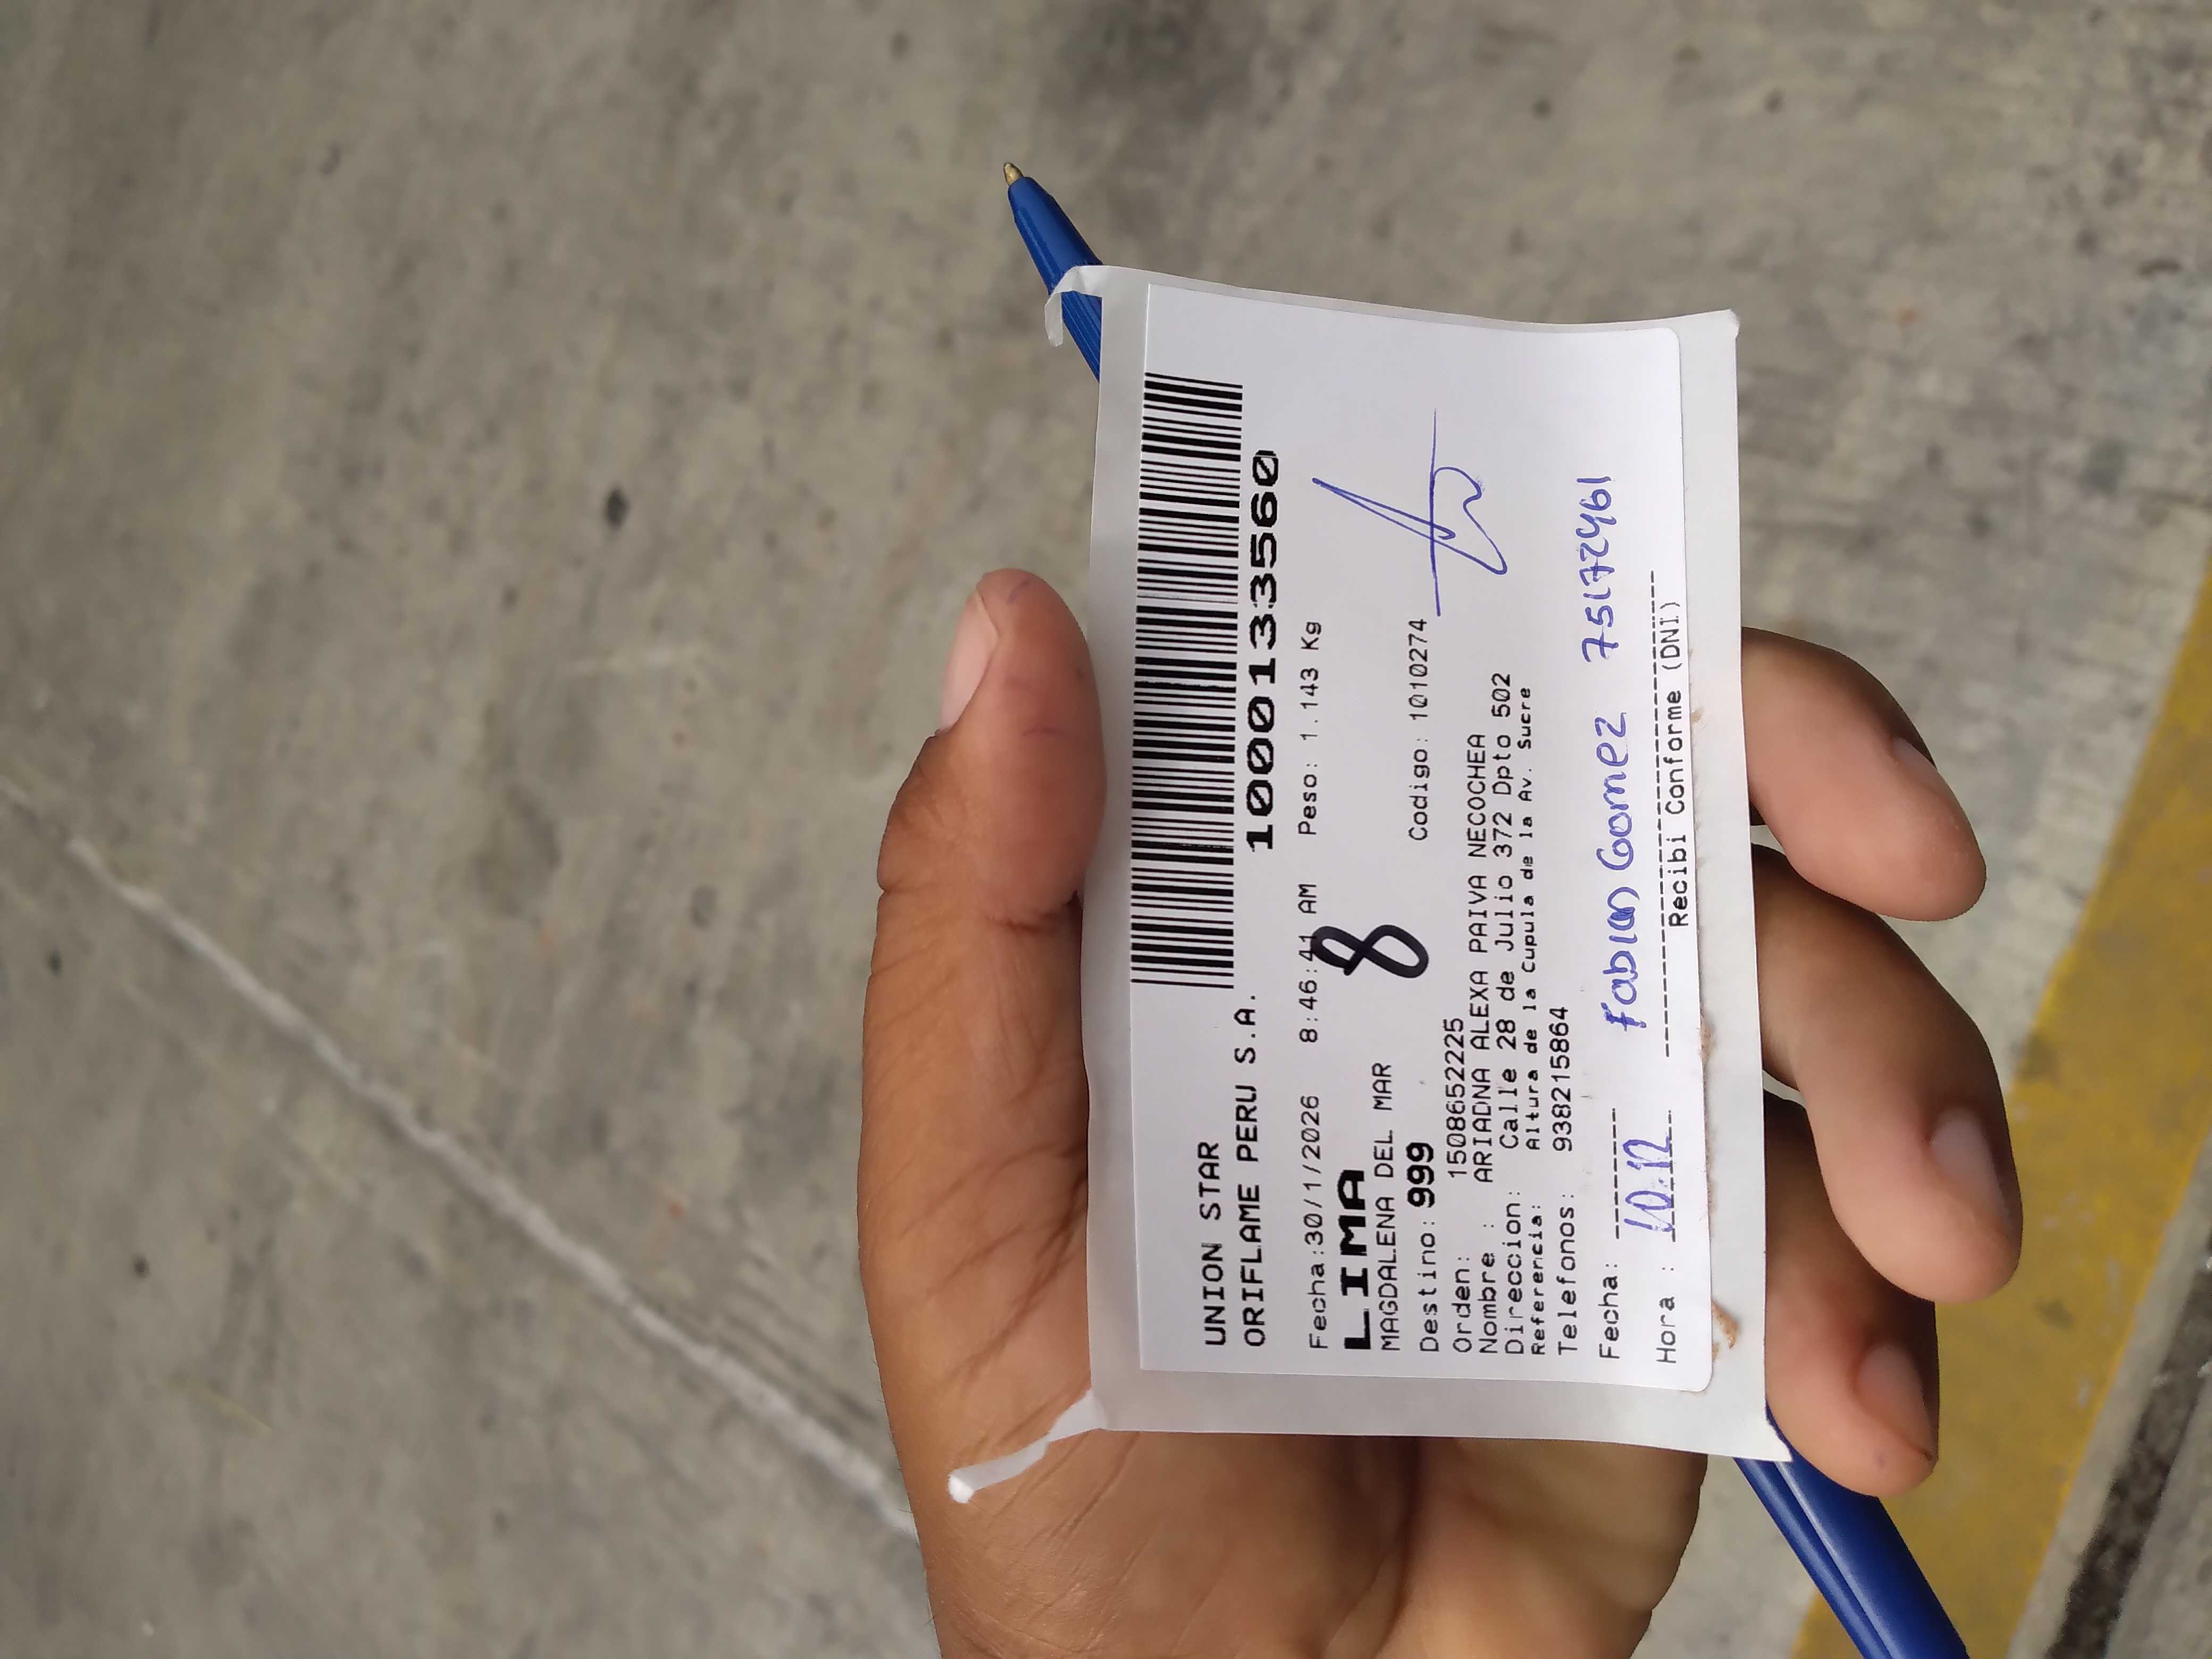 UNION STAR
ORIFLAME PERU S.A.
1000133560
Fecha:30/1/2026 8:46:41 AM Peso: 1.143 Kg
LIMA
8
MAGDALENA DEL MAR
Destino: 999 Codigo: 1010274
Orden: 1508652225
Nombre : ARIADNA ALEXA PAIVA NECOCHEA
Direccion: Calle 28 de Julio 372 Dpto 502
Referencia: Altura de la Cupula de la Av. Sucre
Telefonos: 938215864
Fecha:
Fabian Gomez 75172961
Hora : 10:12
Recibi Conforme (DNI)